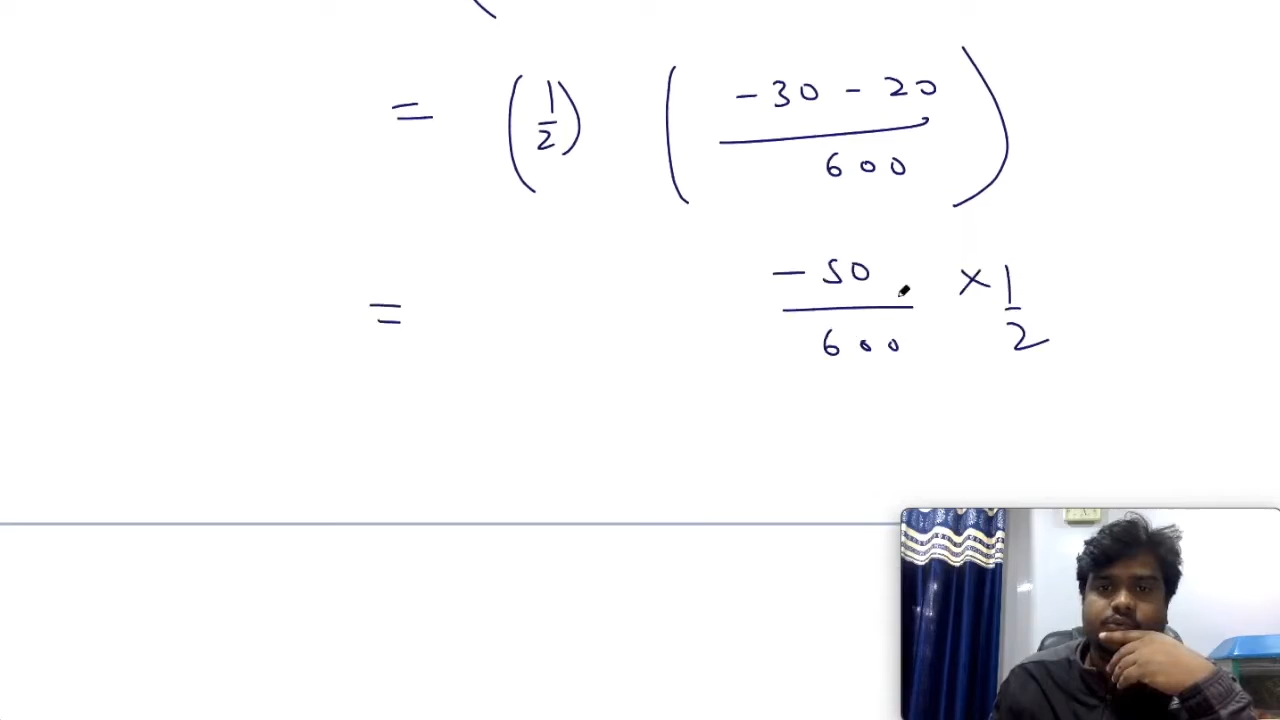 = (1/2) ( -30 - 20 / 600 )
= -50 / 600 × 1/2